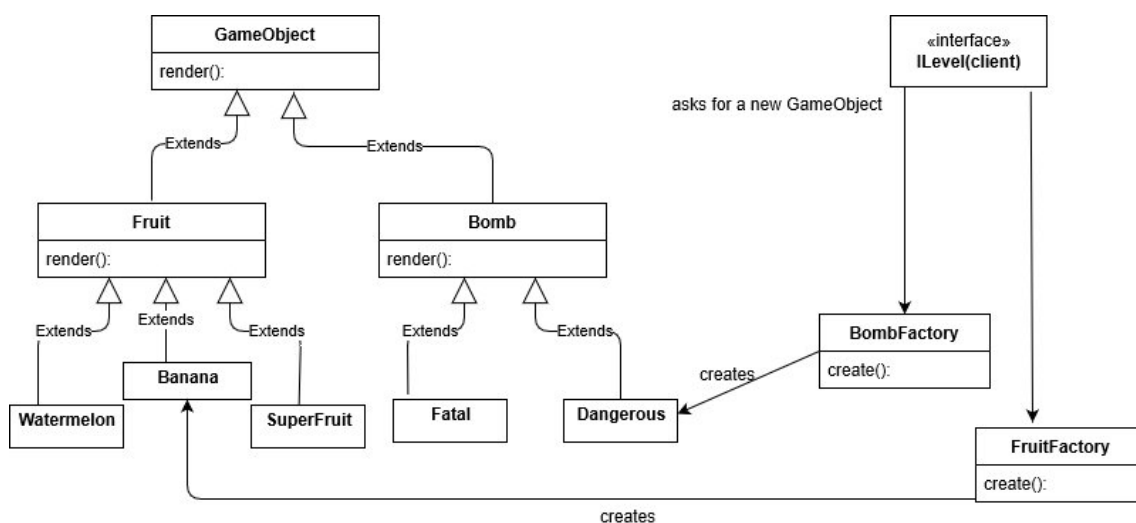 GameObject
render():
«interface»
ILevel(client)
asks for a new GameObject
Extends
Extends
Fruit
render():
Bomb
render():
Extends
Extends
Extends
Extends
Extends
BombFactory
create():
creates
Banana
Watermelon
SuperFruit
Fatal
Dangerous
FruitFactory
create():
creates